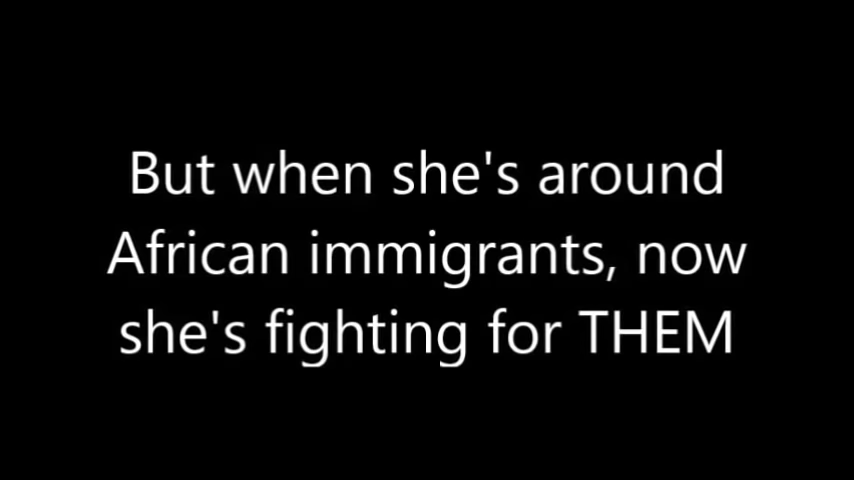 But when she's around
African immigrants, now
she's fighting for THEM